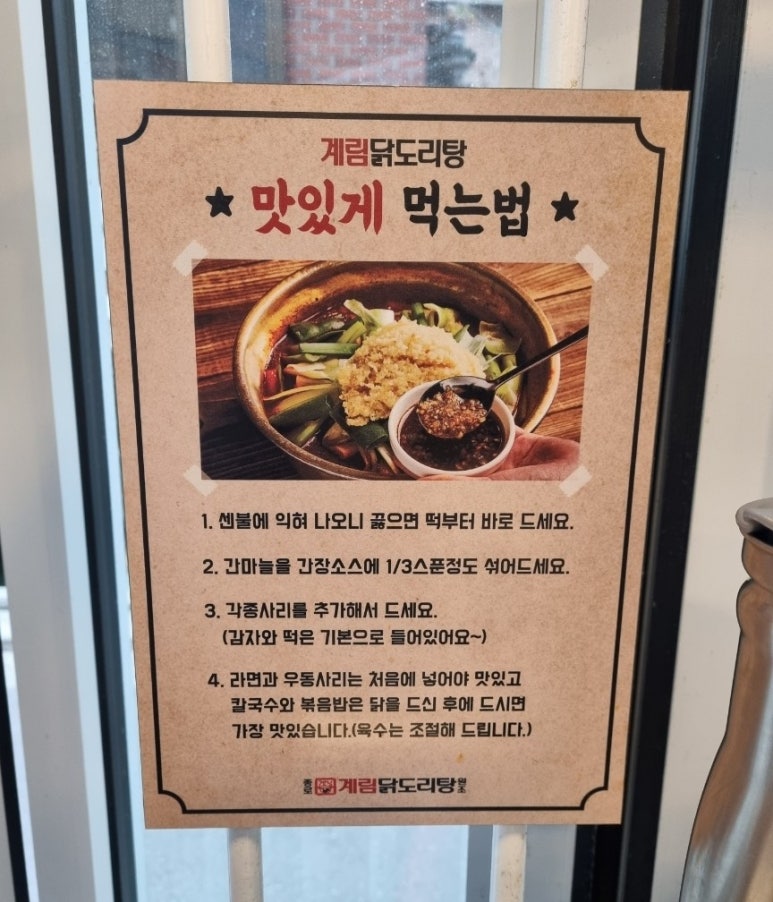 계림닭도리탕
★ 맛있게 먹는법 ★
1. 센불에 익혀 나오니 끓으면 떡부터 바로 드세요.
2. 간마늘을 간장소스에 1/3스푼정도 섞어드세요.
3. 각종사리를 추가해서 드세요.
(감자와 떡은 기본으로 들어있어요~)
4. 라면과 우동사리는 처음에 넣어야 맛있고
칼국수와 볶음밥은 닭을 드신 후에 드시면
가장 맛있습니다.(육수는 조절해 드립니다.)
종로 계림닭도리탕 원조